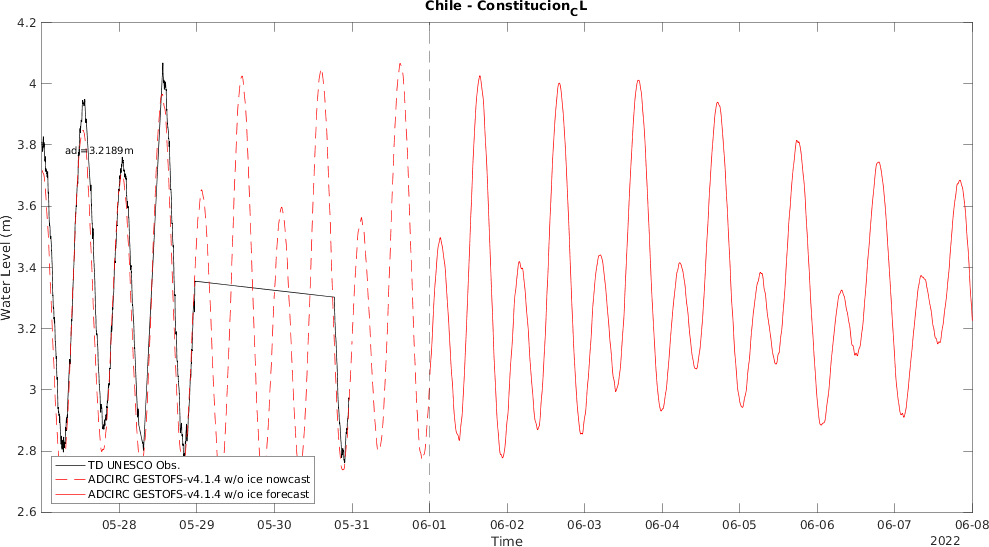 Chile - Constitucion_CL
4.2
4
3.8
3.6
3.4
3.2
3
2.8
2.6
Water Level (m)
adj=3.2189m
TD UNESCO Obs.
ADCIRC GESTOFS-v4.1.4 w/o ice nowcast
ADCIRC GESTOFS-v4.1.4 w/o ice forecast
05-28 05-29 05-30 05-31 06-01 06-02 06-03 06-04 06-05 06-06 06-07 06-08
Time
2022